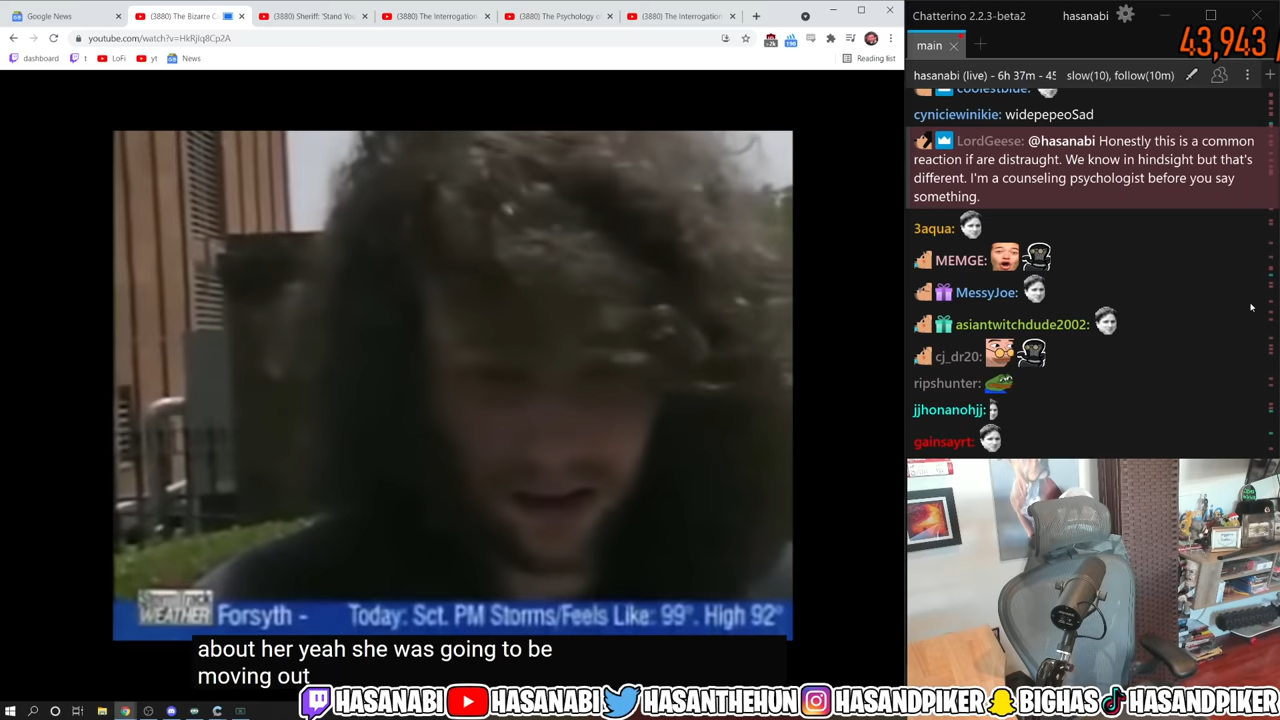 Google News
(3880) The Bizarre C
(3880) Sheriff: 'Stand You
(3880) The Interrogation
(3880) The Psychology o
(3880) The Interrogation
youtube.com/watch?v=HkRjlq8Cp2A
dashboard
t
LoFi
yt
News
Reading list
WEATHER
Forsyth -
Today: Sct. PM Storms/Feels Like: 99°. High 92°
about her yeah she was going to be
moving out
Chatterino 2.2.3-beta2
hasanabi
43,943
main
hasanabi (live) - 6h 37m - 45
slow(10), follow(10m)
coolestblue:
cyniciewinikie: widepepeoSad
LordGeese: @hasanabi Honestly this is a common
reaction if are distraught. We know in hindsight but that's
different. I'm a counseling psychologist before you say
something.
3aqua:
MEMGE:
MessyJoe:
asiantwitchdude2002:
cj_dr20:
ripshunter:
jjhonanohjj:
gainsayrt:
HASANABI
HASANABI
HASANTHEHUN
HASANDPIKER
BIGHAS
HASANDPIKER